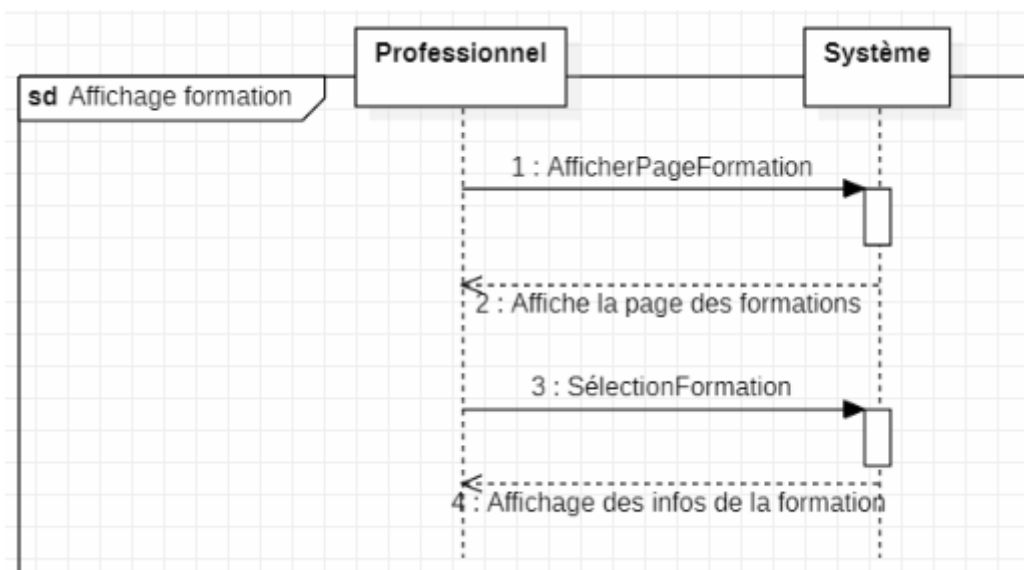 Professionnel
Système
sd Affichage formation
1 : AfficherPageFormation
2 : Affiche la page des formations
3 : SélectionFormation
4 : Affichage des infos de la formation